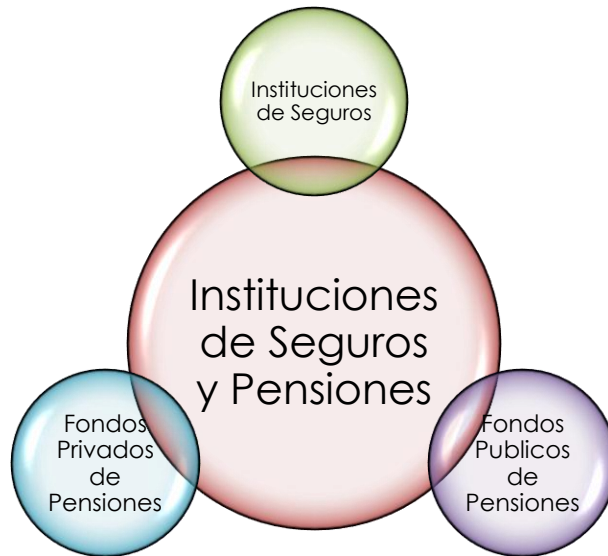 Instituciones
de Seguros
Instituciones
de Seguros
y Pensiones
Fondos
Privados
de
Pensiones
Fondos
Publicos
de
Pensiones